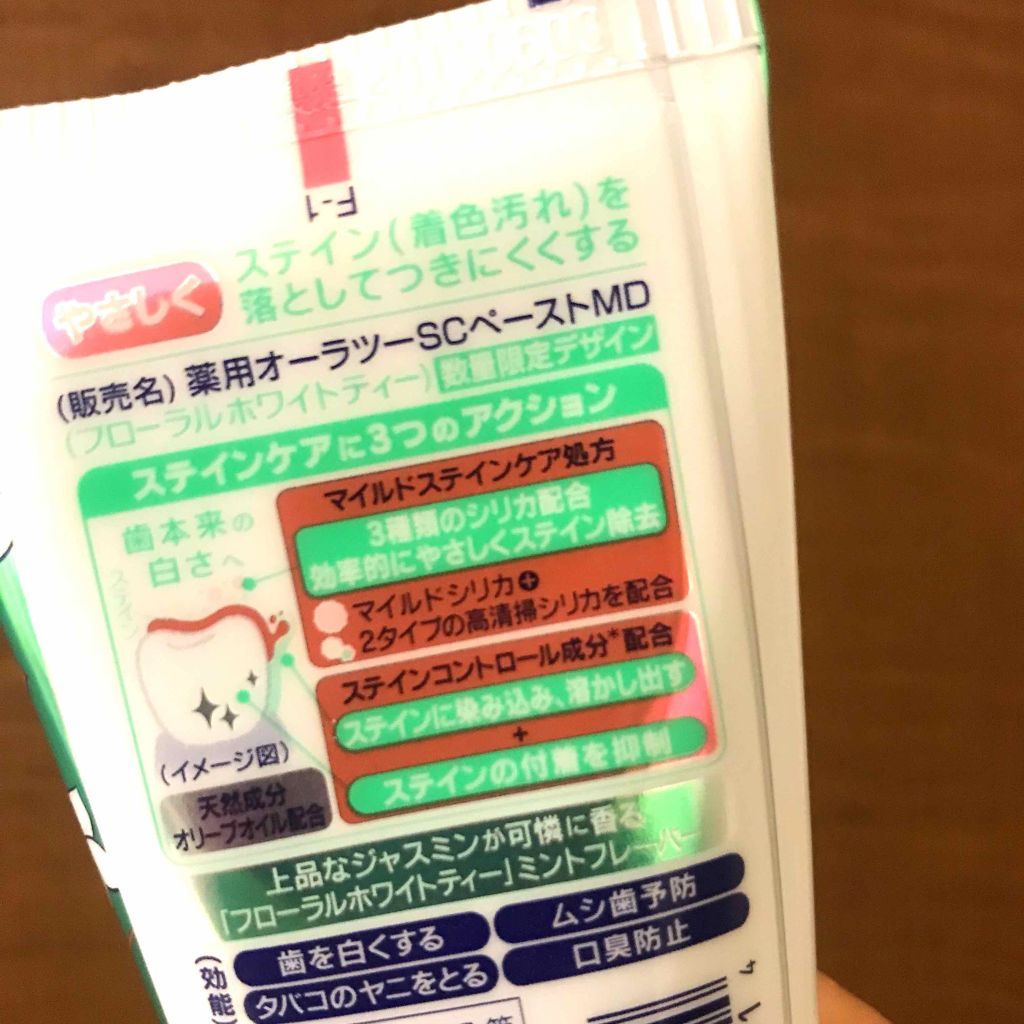 F-1
やさしく
ステイン(着色汚れ)を
落としてつきにくくする
(販売名)薬用オーラツーSCペーストMD
(フローラルホワイトティー)数量限定デザイン
ステインケアに3つのアクション
歯本来の
白さへ
ステイン
(イメージ図)
天然成分
オリーブオイル配合
マイルドステインケア処方
3種類のシリカ配合
効率的にやさしくステイン除去
マイルドシリカ+
2タイプの高清掃シリカを配合
ステインコントロール成分*配合
ステインに染み込み、溶かし出す
+
ステインの付着を抑制
上品なジャスミンが可憐に香る
「フローラルホワイトティー」ミントフレーバー
(効能)
歯を白くする
ムシ歯予防
タバコのヤニをとる
口臭防止